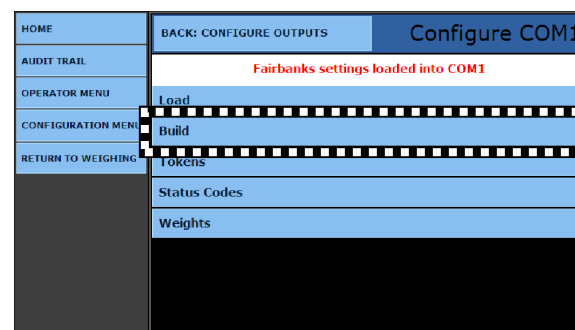 HOME
BACK: CONFIGURE OUTPUTS
Configure COM1
AUDIT TRAIL
Fairbanks settings loaded into COM1
OPERATOR MENU
Load
CONFIGURATION MENU
Build
RETURN TO WEIGHING
Tokens
Status Codes
Weights